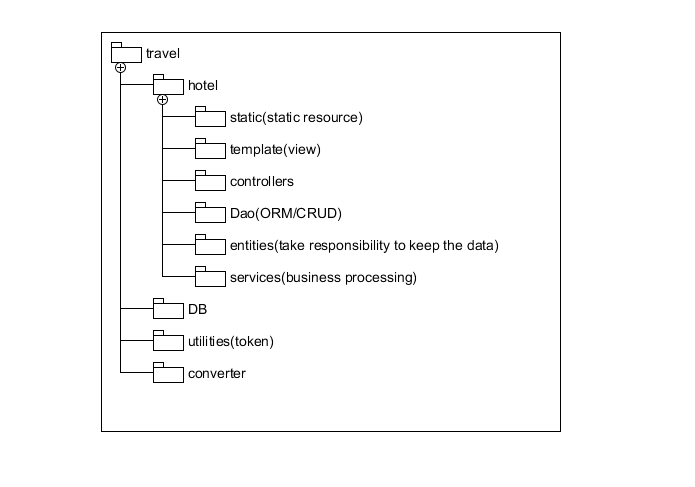 travel
hotel
static(static resource)
template(view)
controllers
Dao(ORM/CRUD)
entities(take responsibility to keep the data)
services(business processing)
DB
utilities(token)
converter